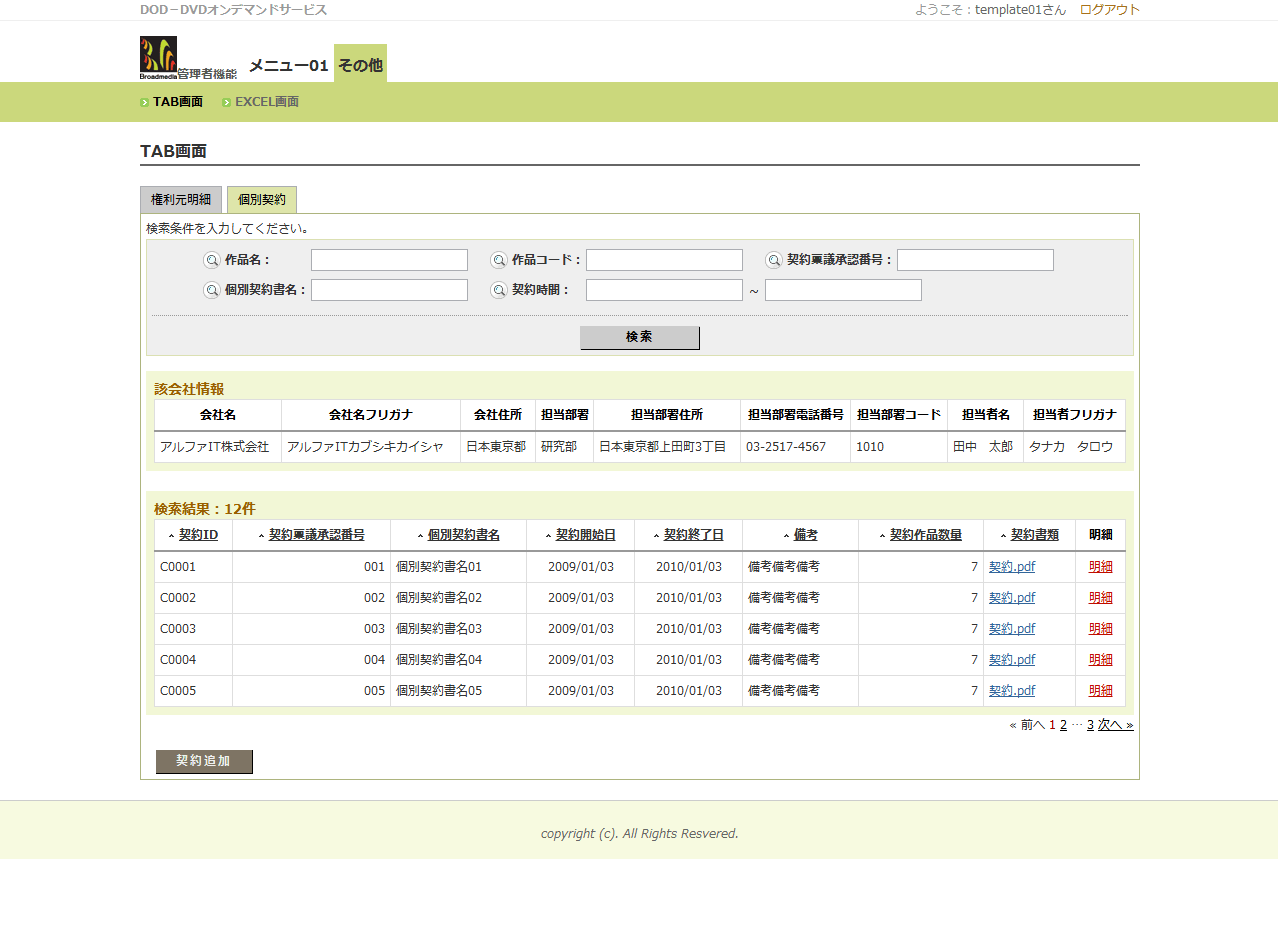 DOD－DVDオンデマンドサービス ようこそ：template01さん ログアウト
Broadmedia 管理者機能 メニュー01 その他
TAB画面 EXCEL画面
TAB画面
権利元明細 個別契約
検索条件を入力してください。
作品名： 作品コード： 契約稟議承認番号：
個別契約書名： 契約時間： ～
検索
該会社情報
会社名 会社名フリガナ 会社住所 担当部署 担当部署住所 担当部署電話番号 担当部署コード 担当者名 担当者フリガナ
アルファIT株式会社 アルファITカブシキカイシャ 日本東京都 研究部 日本東京都上田町3丁目 03-2517-4567 1010 田中　太郎 タナカ　タロウ
検索結果：12件
契約ID 契約稟議承認番号 個別契約書名 契約開始日 契約終了日 備考 契約作品数量 契約書類 明細
C0001 001 個別契約書名01 2009/01/03 2010/01/03 備考備考備考 7 契約.pdf 明細
C0002 002 個別契約書名02 2009/01/03 2010/01/03 備考備考備考 7 契約.pdf 明細
C0003 003 個別契約書名03 2009/01/03 2010/01/03 備考備考備考 7 契約.pdf 明細
C0004 004 個別契約書名04 2009/01/03 2010/01/03 備考備考備考 7 契約.pdf 明細
C0005 005 個別契約書名05 2009/01/03 2010/01/03 備考備考備考 7 契約.pdf 明細
« 前へ 1 2 … 3 次へ »
契約追加
copyright (c). All Rights Resvered.